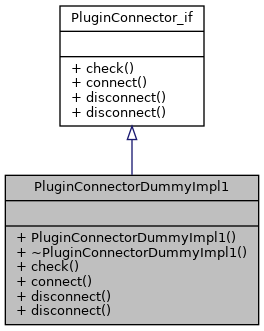 PluginConnector_if
+ check()
+ connect()
+ disconnect()
+ disconnect()
PluginConnectorDummyImpl1
+ PluginConnectorDummyImpl1()
+ ~PluginConnectorDummyImpl1()
+ check()
+ connect()
+ disconnect()
+ disconnect()